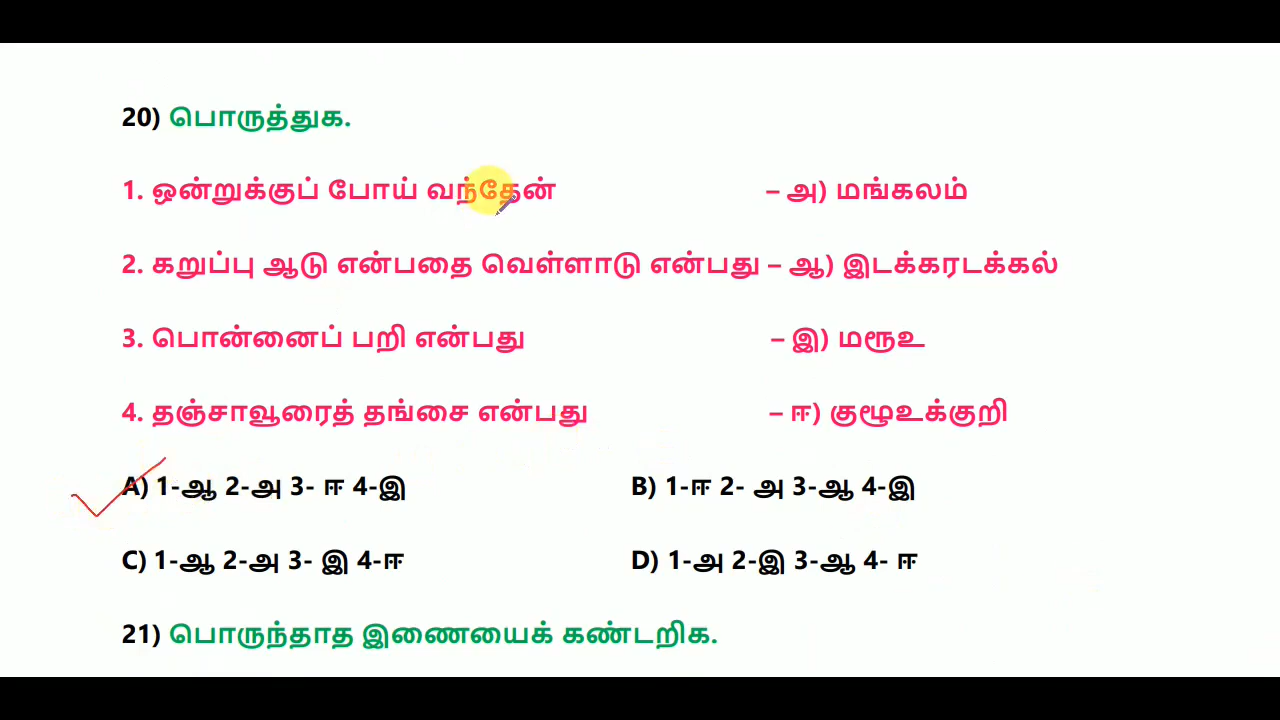 20) பொருத்துக.
1. ஒன்றுக்குப் போய் வந்தேன் – அ) மங்கலம்
2. கறுப்பு ஆடு என்பதை வெள்ளாடு என்பது – ஆ) இடக்கரடக்கல்
3. பொன்னைப் பறி என்பது – இ) மரூஉ
4. தஞ்சாவூரைத் தங்சை என்பது – ஈ) குழூஉக்குறி
A) 1-ஆ 2-அ 3- ஈ 4-இ B) 1-ஈ 2- அ 3-ஆ 4-இ
C) 1-ஆ 2-அ 3- இ 4-ஈ D) 1-அ 2-இ 3-ஆ 4- ஈ
21) பொருந்தாத இணையைக் கண்டறிக.